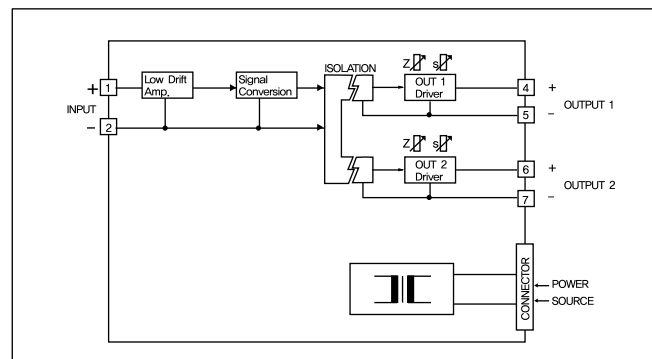 ISOLATION
Z S
+ 1
Low Drift
Amp.
Signal
Conversion
OUT 1
Driver
4 +
INPUT
OUTPUT 1
- 2
5 -
Z S
OUT 2
Driver
6 +
OUTPUT 2
7 -
CONNECTOR
POWER
SOURCE